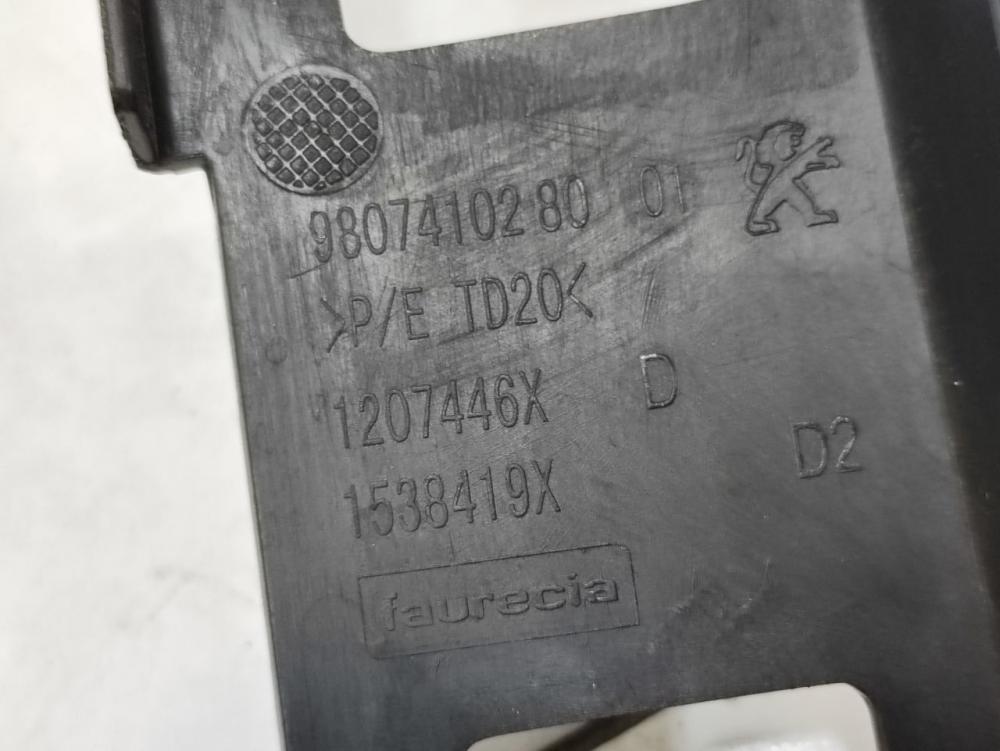 98074102 80 01
>P/E TD20<
1207446X D
1538419X D2
faurecia